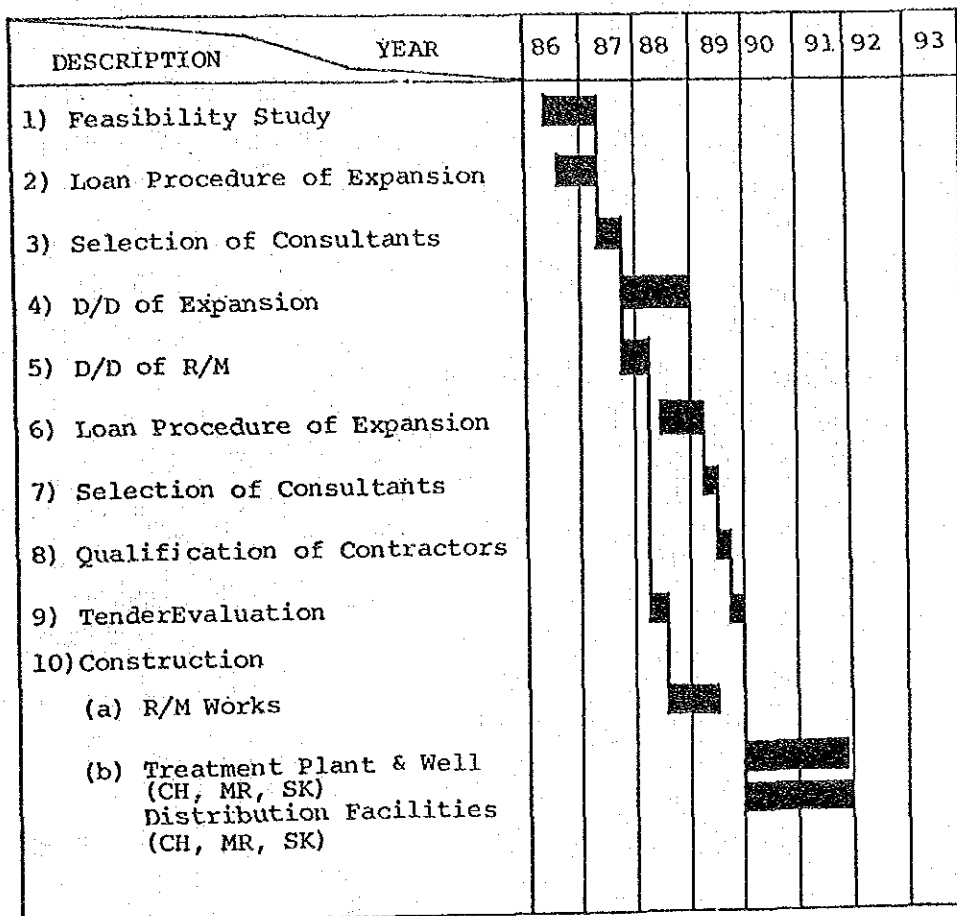 DESCRIPTION YEAR 86 87 88 89 90 91 92 93
1) Feasibility Study
2) Loan Procedure of Expansion
3) Selection of Consultants
4) D/D of Expansion
5) D/D of R/M
6) Loan Procedure of Expansion
7) Selection of Consultants
8) Qualification of Contractors
9) TenderEvaluation
10) Construction
(a) R/M Works
(b) Treatment Plant & Well
(CH, MR, SK)
Distribution Facilities
(CH, MR, SK)